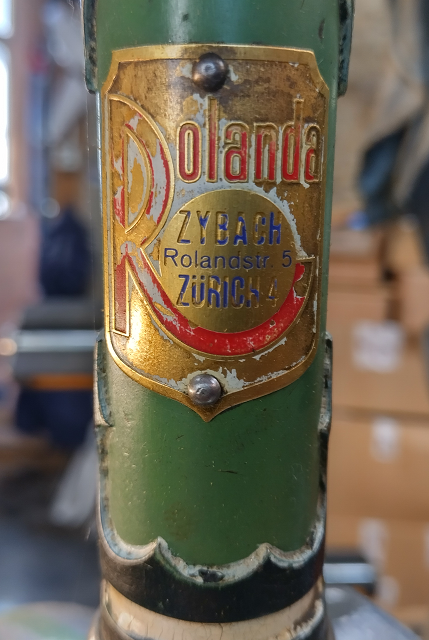 Rolanda
ZYBACH
Rolandstr. 5
ZÜRICH 4